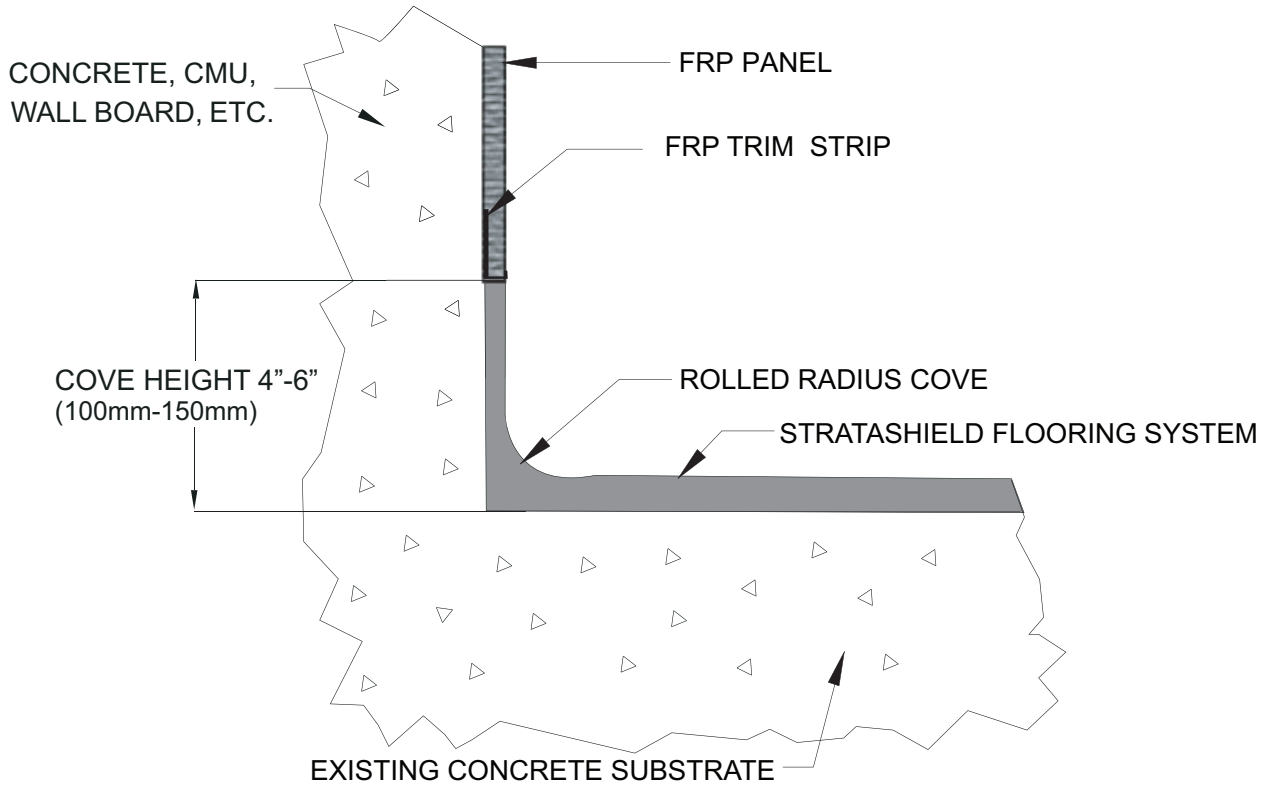 FRP PANEL
CONCRETE, CMU,
WALL BOARD, ETC.
FRP TRIM STRIP
COVE HEIGHT 4”-6”
(100mm-150mm)
ROLLED RADIUS COVE
STRATASHIELD FLOORING SYSTEM
EXISTING CONCRETE SUBSTRATE